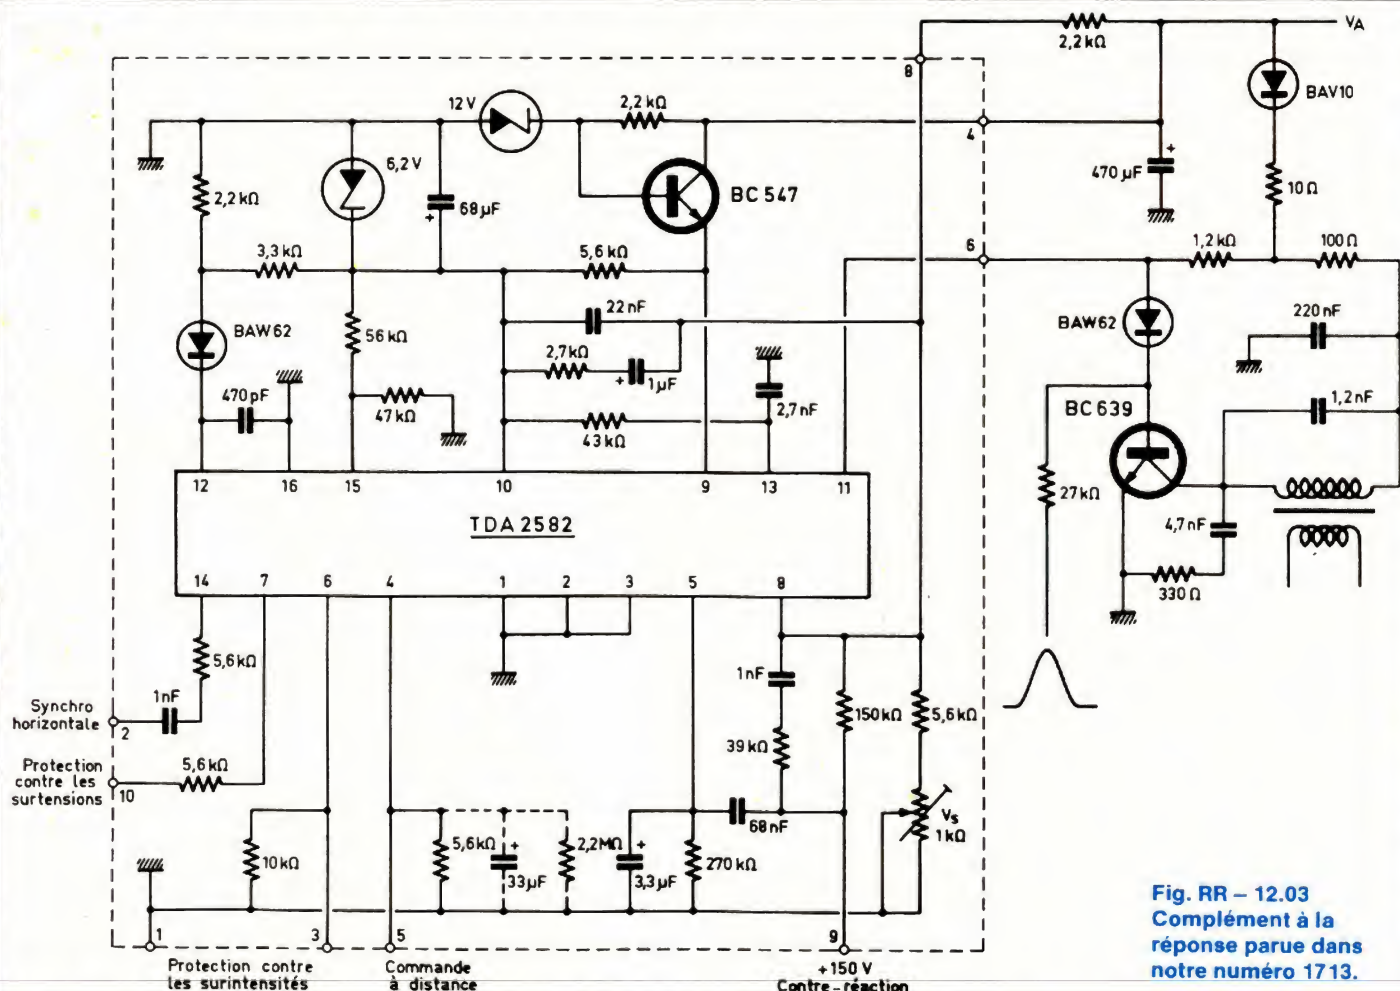 VA
2,2 kΩ
8
12 V
2,2 kΩ
BAV10
4
6,2 V
470 µF
+
10 Ω
2,2 kΩ
68 µF
+
BC 547
3,3 kΩ
5,6 kΩ
6
1,2 kΩ
100 Ω
BAW62
22 nF
BAW62
220 nF
56 kΩ
2,7 kΩ
+
1 µF
470 pF
47 kΩ
43 kΩ
2,7 nF
BC 639
1,2 nF
12 16 15 10 9 13 11
27 kΩ
TDA 2582
4,7 nF
14 7 6 4 1 2 3 5 8
330 Ω
5,6 kΩ
1 nF
1 nF
Synchro
horizontale
2
150 kΩ
5,6 kΩ
39 kΩ
Protection
contre les
surtensions
10
5,6 kΩ
10 kΩ
5,6 kΩ
+
33 µF
2,2 MΩ
+
3,3 µF
270 kΩ
68 nF
Vs
1 kΩ
1
3
5
9
Protection contre
les surintensités
Commande
à distance
+150 V
Contre-réaction
Fig. RR – 12.03
Complément à la
réponse parue dans
notre numéro 1713.